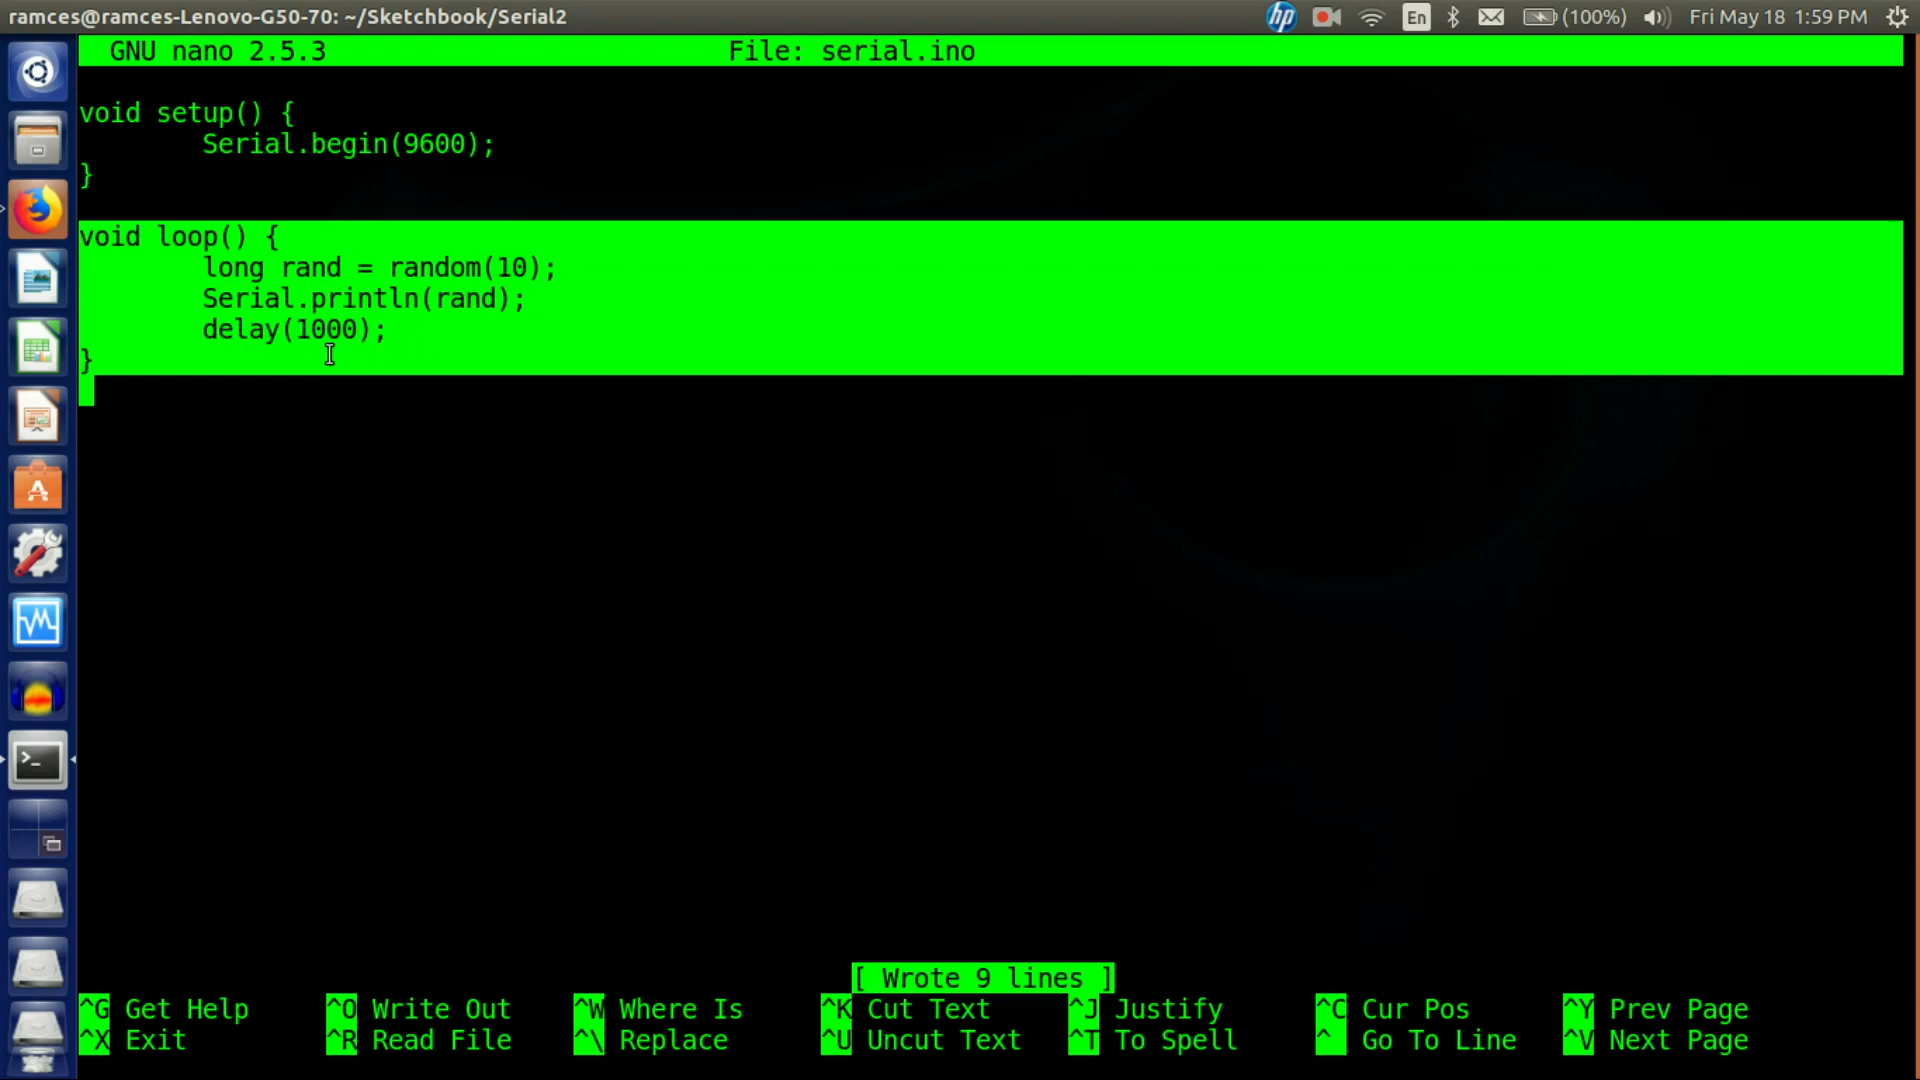 ramces@ramces-Lenovo-G50-70: ~/Sketchbook/Serial2
hp En (100%) Fri May 18 1:59 PM
GNU nano 2.5.3 File: serial.ino
void setup() {
Serial.begin(9600);
}
void loop() {
long rand = random(10);
Serial.println(rand);
delay(1000);
}
[ Wrote 9 lines ]
^G Get Help ^O Write Out ^W Where Is ^K Cut Text ^J Justify ^C Cur Pos ^Y Prev Page
^X Exit ^R Read File ^\ Replace ^U Uncut Text ^T To Spell ^ Go To Line ^V Next Page